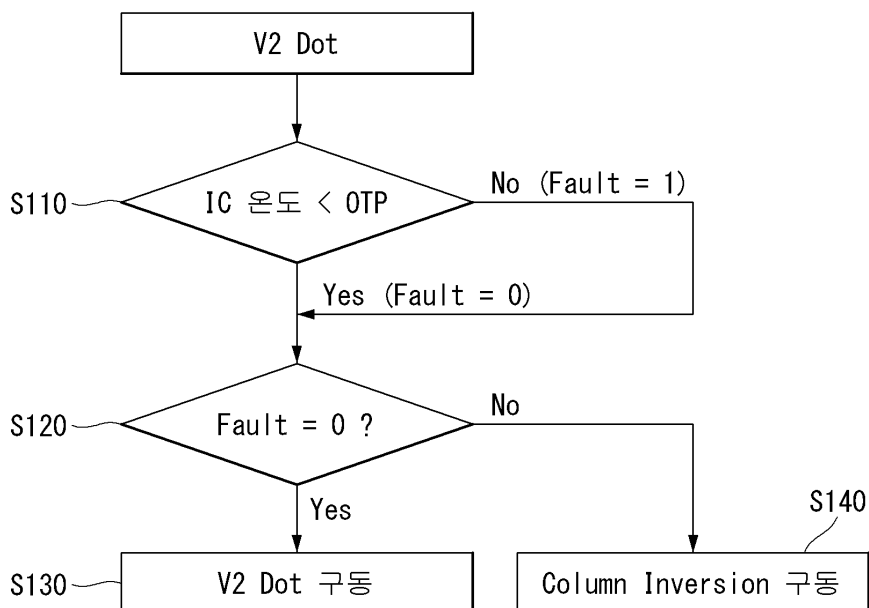 V2 Dot
S110
IC 온도 < OTP
No (Fault = 1)
Yes (Fault = 0)
S120
Fault = 0 ?
No
Yes
S140
S130
V2 Dot 구동
Column Inversion 구동